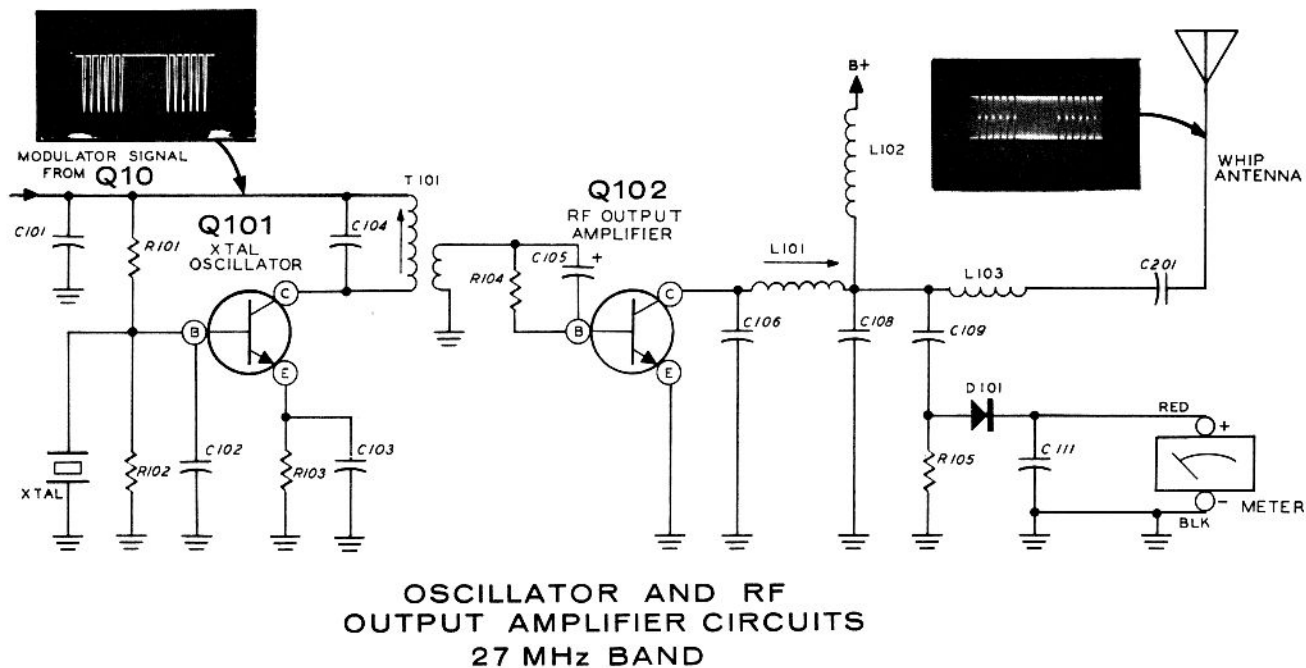 B+
L102
WHIP
ANTENNA
MODULATOR SIGNAL
FROM Q10
T101
C101
R101
Q101
XTAL
OSCILLATOR
C104
Q102
RF OUTPUT
AMPLIFIER
R104
C105
+
L101
L103
C201
B
C
E
B
C
E
C106
C108
C109
D101
RED
+
XTAL
R102
C102
R103
C103
R105
C111
-
METER
BLK
OSCILLATOR AND RF
OUTPUT AMPLIFIER CIRCUITS
27 MHz BAND